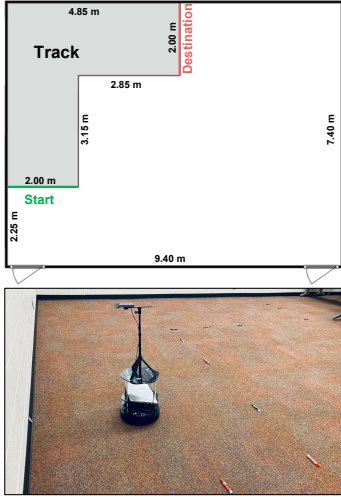 4.85 m
Track
2.00 m
Destination
2.85 m
3.15 m
7.40 m
2.00 m
Start
2.25 m
9.40 m